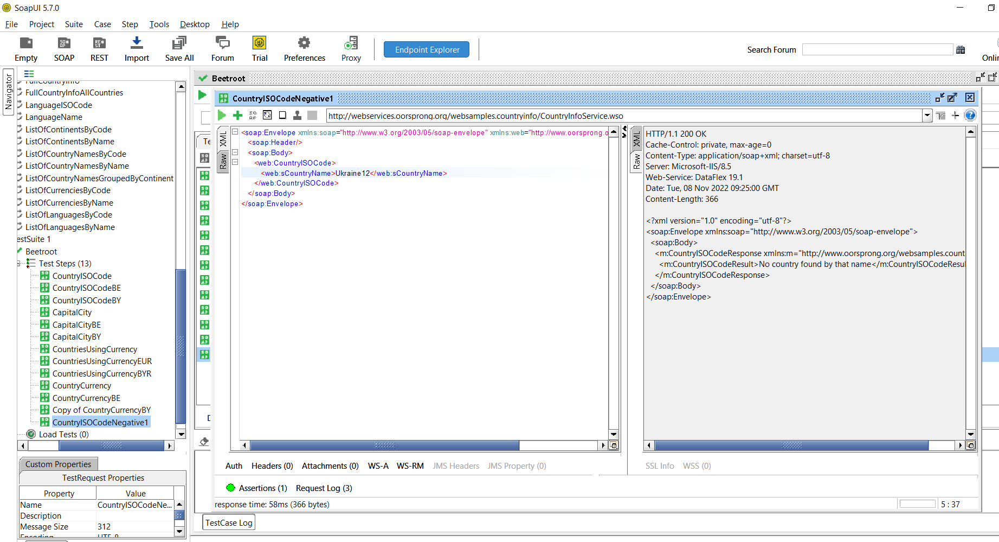 SoapUI 5.7.0
File Project Suite Case Step Tools Desktop Help
Empty SOAP REST Import Save All Forum Trial Preferences Proxy Endpoint Explorer Search Forum
Navigator
FullCountryInfo
FullCountryInfoAllCountries
LanguageISOCode
LanguageName
ListOfContinentsByCode
ListOfContinentsByName
ListOfCountryNamesByCode
ListOfCountryNamesByName
ListOfCountryNamesGroupedByContinent
ListOfCurrenciesByCode
ListOfCurrenciesByName
ListOfLanguagesByCode
ListOfLanguagesByName
estSuite 1
Beetroot
Test Steps (13)
CountryISOCode
CountryISOCodeBE
CountryISOCodeBY
CapitalCity
CapitalCityBE
CapitalCityBY
CountriesUsingCurrency
CountriesUsingCurrencyEUR
CountriesUsingCurrencyBYR
CountryCurrency
CountryCurrencyBE
Copy of CountryCurrencyBY
CountryISOCodeNegative1
Load Tests (0)
Custom Properties
TestRequest Properties
Property Value
Name CountryISOCodeNe...
Description
Message Size 312
Encoding UTF-8
Beetroot
CountryISOCodeNegative1
http://webservices.oorsprong.org/websamples.countryinfo/CountryInfoService.wso
XML
Raw
<soap:Envelope xmlns:soap="http://www.w3.org/2003/05/soap-envelope" xmlns:web="http://www.oorsprong.o
<soap:Header/>
<soap:Body>
<web:CountryISOCode>
<web:sCountryName>Ukraine12</web:sCountryName>
</web:CountryISOCode>
</soap:Body>
</soap:Envelope>
XML
Raw
HTTP/1.1 200 OK
Cache-Control: private, max-age=0
Content-Type: application/soap+xml; charset=utf-8
Server: Microsoft-IIS/8.5
Web-Service: DataFlex 19.1
Date: Tue, 08 Nov 2022 09:25:00 GMT
Content-Length: 366
<?xml version="1.0" encoding="utf-8"?>
<soap:Envelope xmlns:soap="http://www.w3.org/2003/05/soap-envelope">
<soap:Body>
<m:CountryISOCodeResponse xmlns:m="http://www.oorsprong.org/websamples.count
<m:CountryISOCodeResult>No country found by that name</m:CountryISOCodeResul
</m:CountryISOCodeResponse>
</soap:Body>
</soap:Envelope>
Auth Headers (0) Attachments (0) WS-A WS-RM JMS Headers JMS Property (0)
SSL Info WSS (0)
Assertions (1) Request Log (3)
response time: 58ms (366 bytes)
5 : 37
TestCase Log